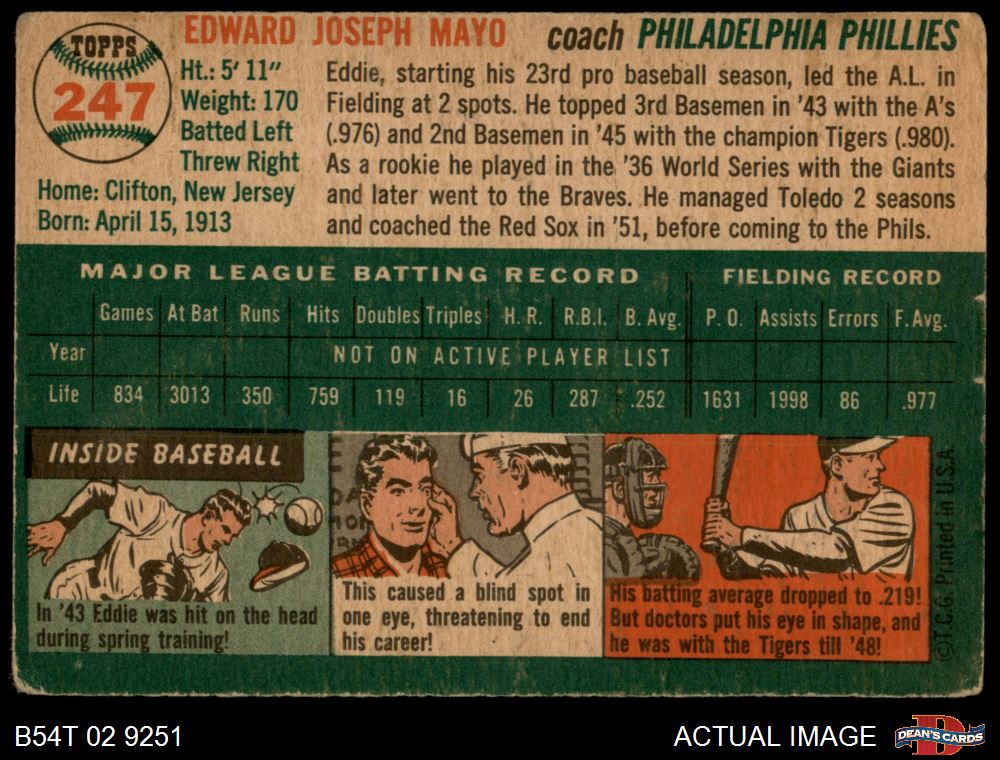 TOPPS
247
EDWARD JOSEPH MAYO coach PHILADELPHIA PHILLIES
Ht.: 5' 11"
Weight: 170
Batted Left
Threw Right
Home: Clifton, New Jersey
Born: April 15, 1913
Eddie, starting his 23rd pro baseball season, led the A.L. in
Fielding at 2 spots. He topped 3rd Basemen in '43 with the A's
(.976) and 2nd Basemen in '45 with the champion Tigers (.980).
As a rookie he played in the '36 World Series with the Giants
and later went to the Braves. He managed Toledo 2 seasons
and coached the Red Sox in '51, before coming to the Phils.
MAJOR LEAGUE BATTING RECORD FIELDING RECORD
Games At Bat Runs Hits Doubles Triples H. R. R.B.I. B. Avg. P. O. Assists Errors F. Avg.
Year NOT ON ACTIVE PLAYER LIST
Life 834 3013 350 759 119 16 26 287 .252 1631 1998 86 .977
INSIDE BASEBALL
In '43 Eddie was hit on the head
during spring training!
This caused a blind spot in
one eye, threatening to end
his career!
His batting average dropped to .219!
But doctors put his eye in shape, and
he was with the Tigers till '48!
©T.C.G. Printed in U.S.A.
B54T 02 9251
ACTUAL IMAGE
DEAN'S CARDS